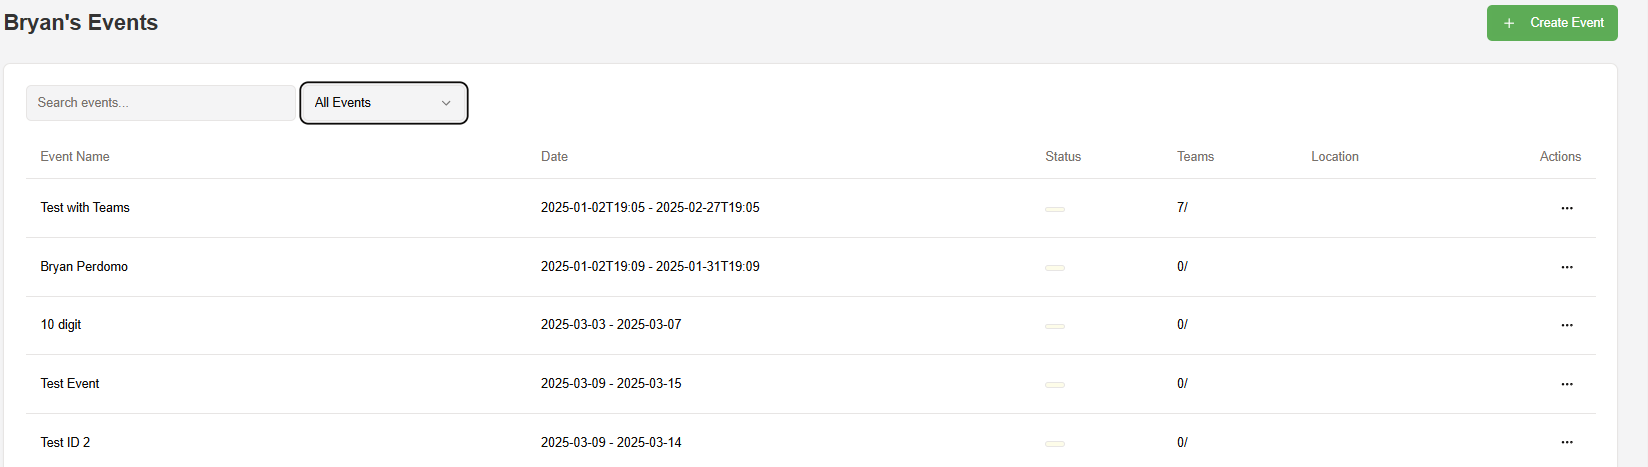 Bryan's Events
+ Create Event
Search events...
All Events
Event Name Date Status Teams Location Actions
Test with Teams 2025-01-02T19:05 - 2025-02-27T19:05 7/ ...
Bryan Perdomo 2025-01-02T19:09 - 2025-01-31T19:09 0/ ...
10 digit 2025-03-03 - 2025-03-07 0/ ...
Test Event 2025-03-09 - 2025-03-15 0/ ...
Test ID 2 2025-03-09 - 2025-03-14 0/ ...